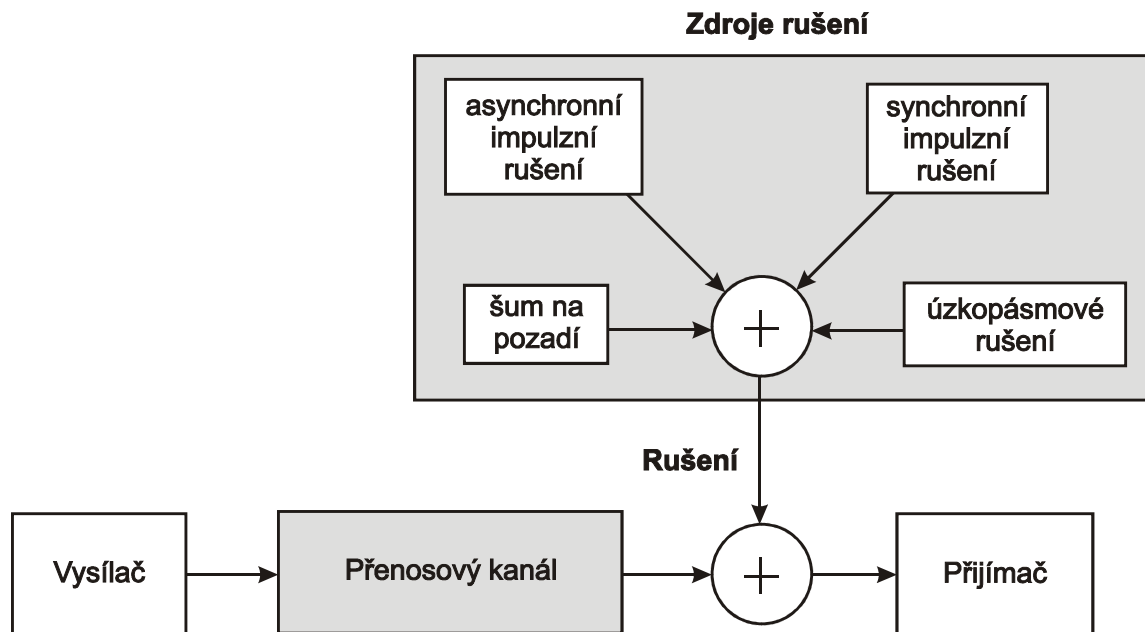 Zdroje rušení
asynchronní
impulzní
rušení
synchronní
impulzní
rušení
šum na
pozadí
+
úzkopásmové
rušení
Rušení
Vysílač
Přenosový kanál
+
Přijímač